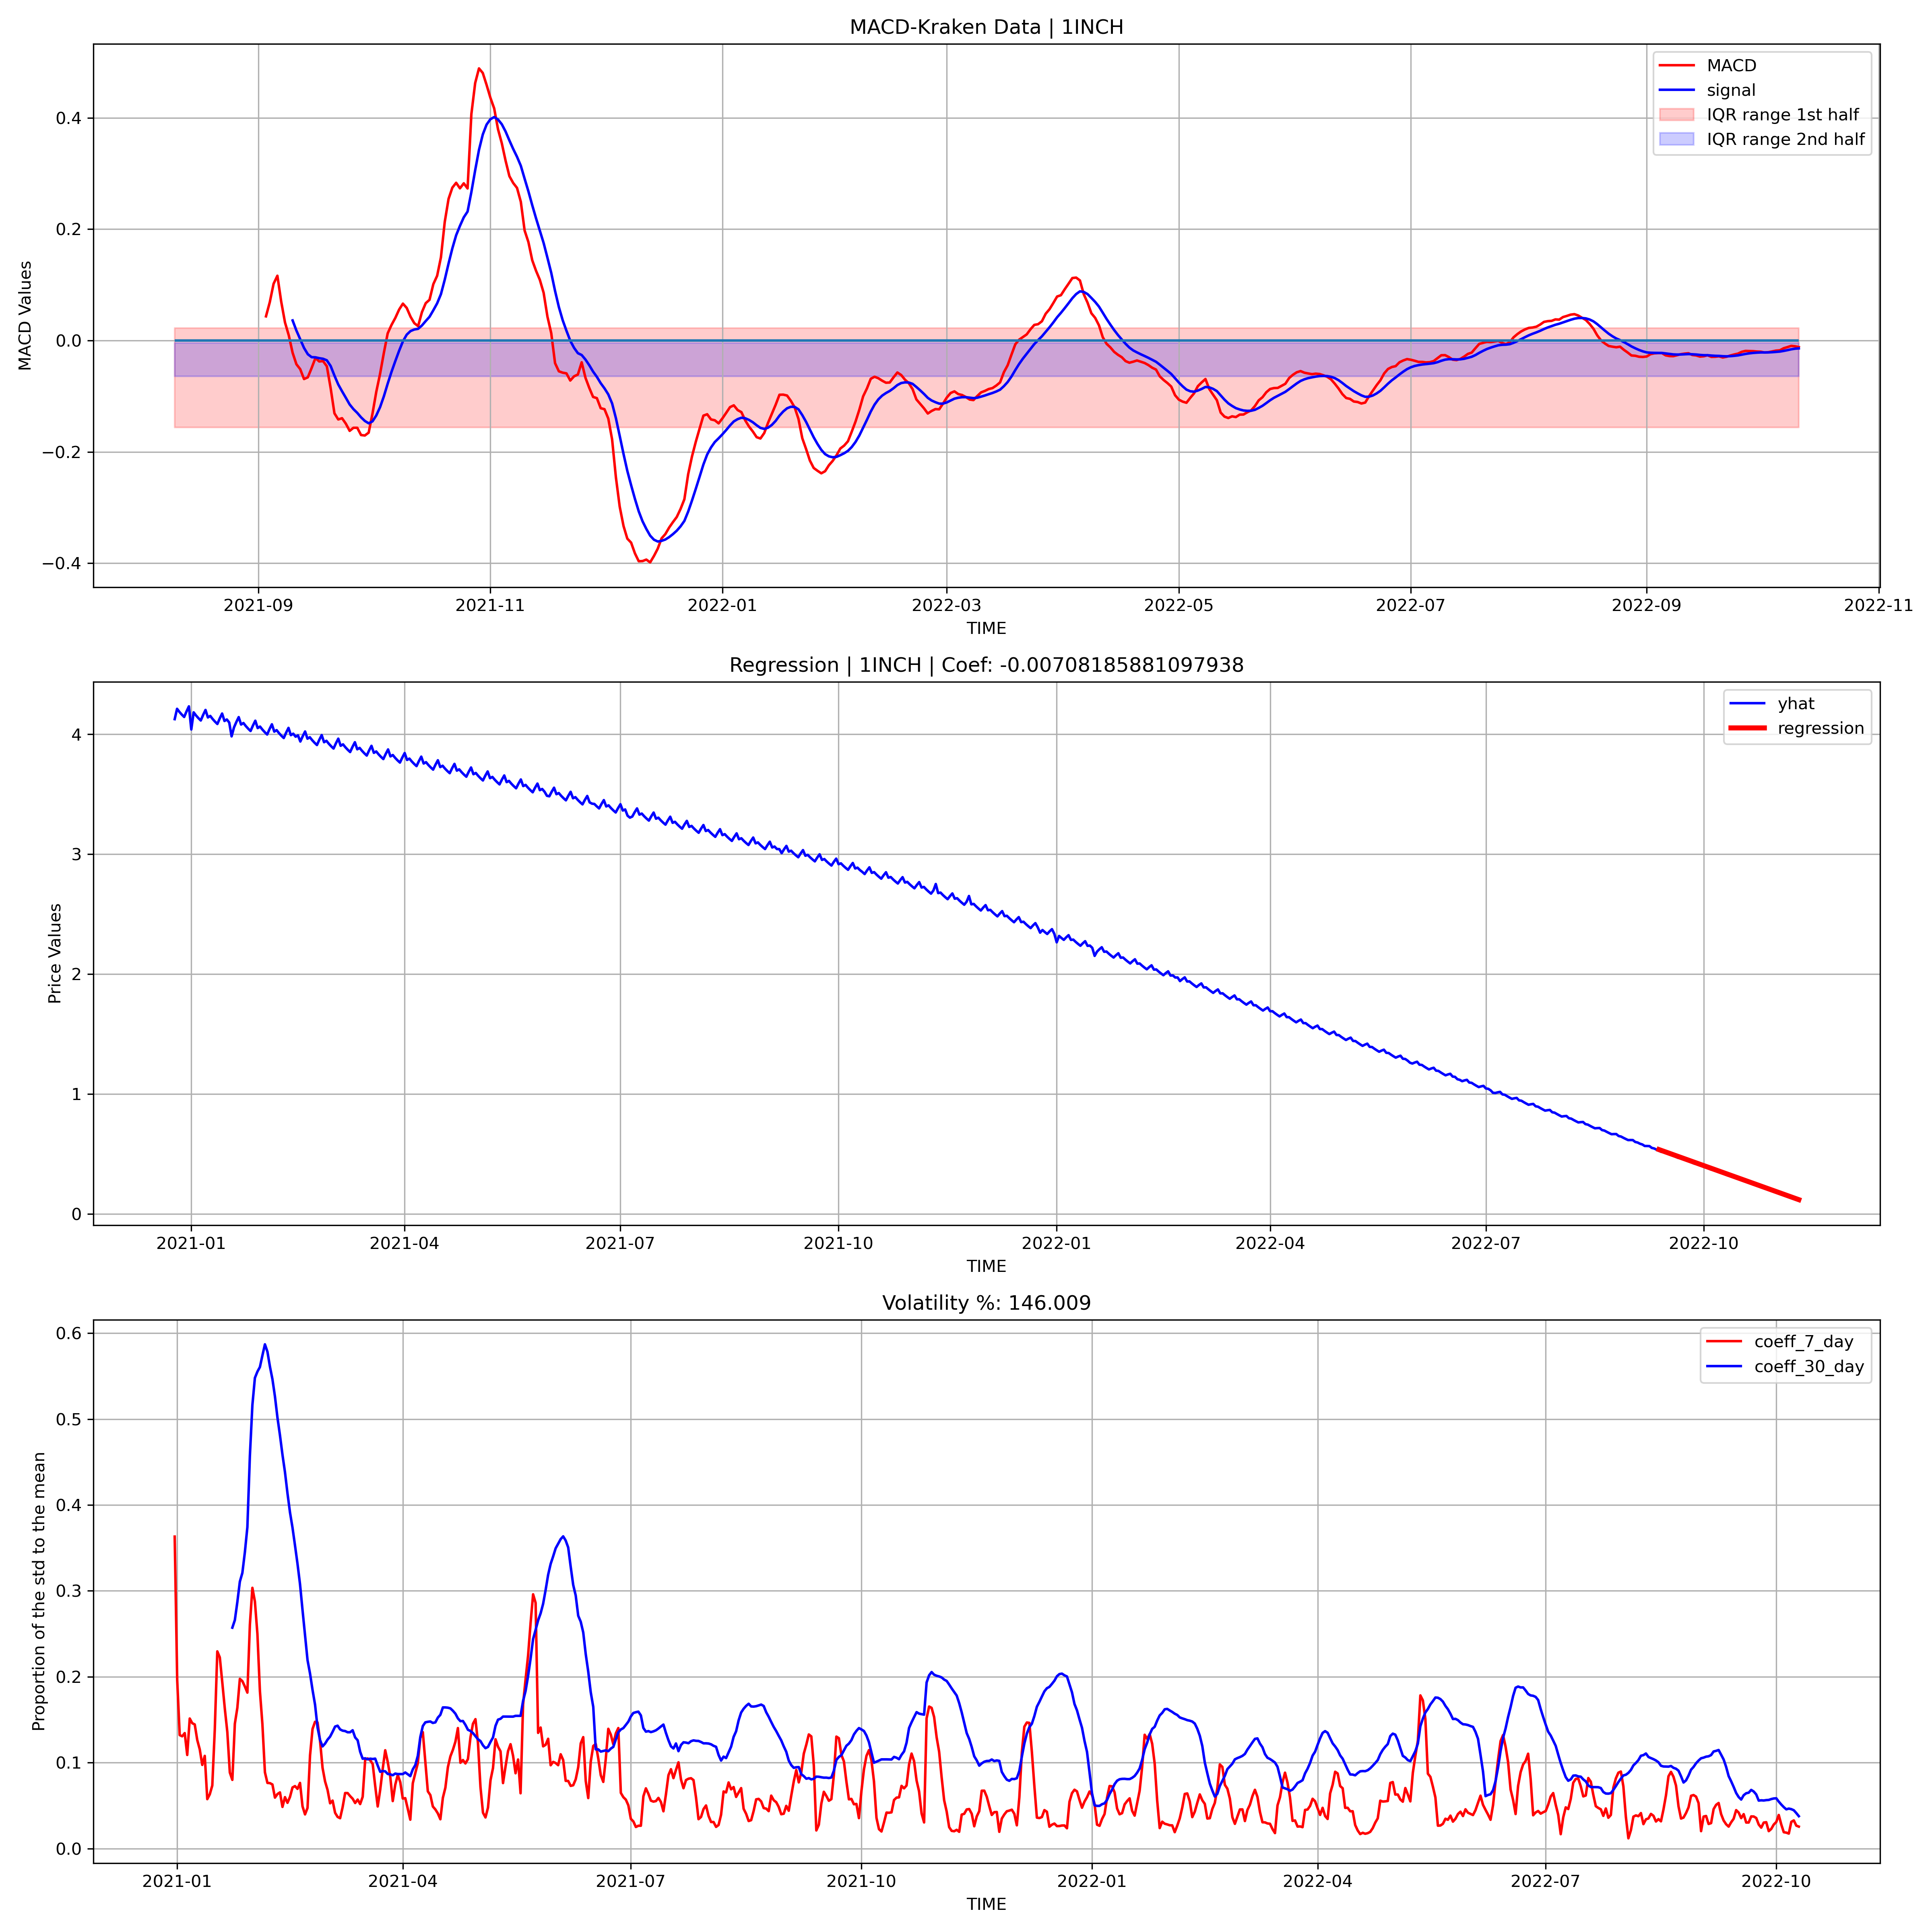 MACD-Kraken Data | 1INCH
MACD Values
0.4
0.2
0.0
−0.2
−0.4
MACD
signal
IQR range 1st half
IQR range 2nd half
2021-09 2021-11 2022-01 2022-03 2022-05 2022-07 2022-09 2022-11
TIME
Regression | 1INCH | Coef: -0.00708185881097938
Price Values
4
3
2
1
0
yhat
regression
2021-01 2021-04 2021-07 2021-10 2022-01 2022-04 2022-07 2022-10
TIME
Volatility %: 146.009
Proportion of the std to the mean
0.6
0.5
0.4
0.3
0.2
0.1
0.0
coeff_7_day
coeff_30_day
2021-01 2021-04 2021-07 2021-10 2022-01 2022-04 2022-07 2022-10
TIME